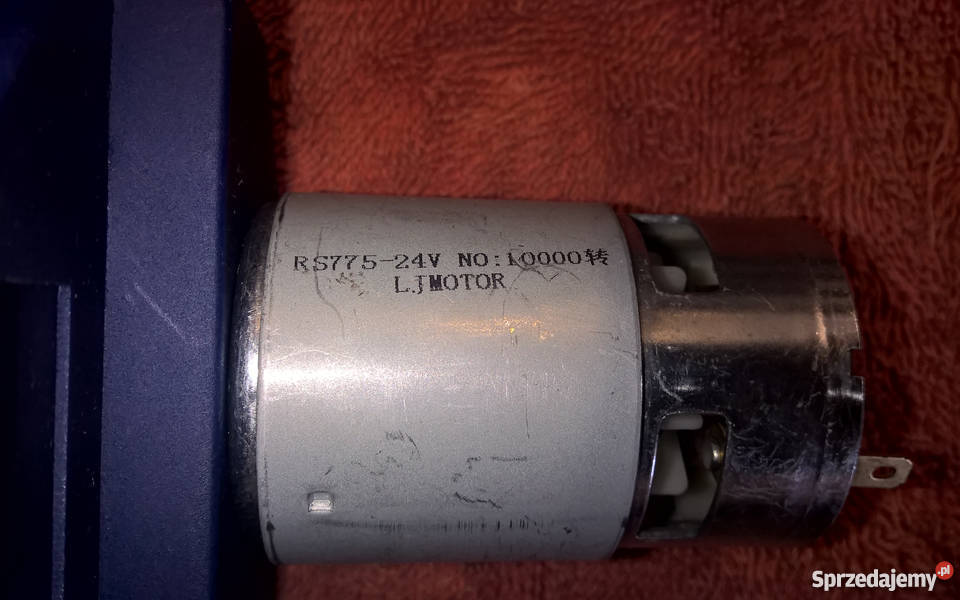 RS775-24V NO:10000转
LJMOTOR
Sprzedajemy.pl